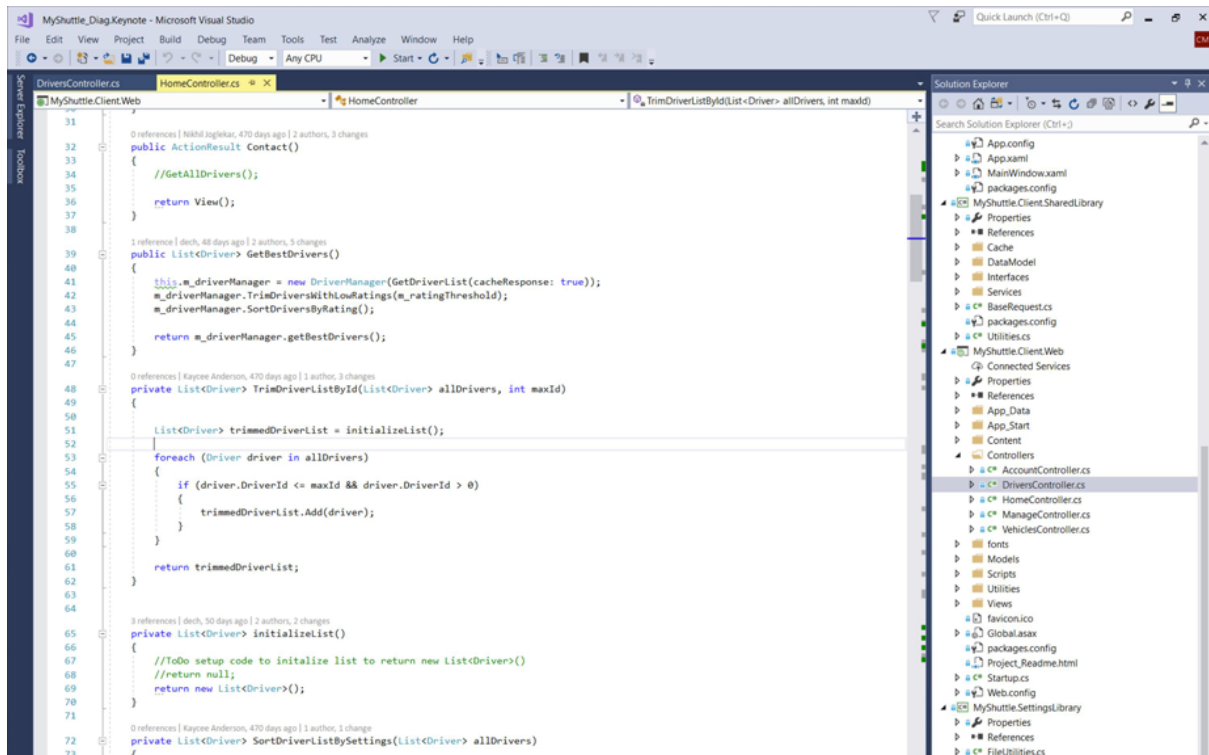 MyShuttle_Diag.Keynote - Microsoft Visual Studio
Quick Launch (Ctrl+Q)
File Edit View Project Build Debug Team Tools Test Analyze Window Help
CM
Debug Any CPU Start
Server Explorer
Toolbox
DriversController.cs HomeController.cs
MyShuttle.Client.Web HomeController TrimDriverListById(List<Driver> allDrivers, int maxId)
31
0 references | Nikhil Joglekar, 470 days ago | 2 authors, 3 changes
32 public ActionResult Contact()
33 {
34 //GetAllDrivers();
35
36 return View();
37 }
38
1 reference | dech, 48 days ago | 2 authors, 5 changes
39 public List<Driver> GetBestDrivers()
40 {
41 this.m_driverManager = new DriverManager(GetDriverList(cacheResponse: true));
42 m_driverManager.TrimDriversWithLowRatings(m_ratingThreshold);
43 m_driverManager.SortDriversByRating();
44
45 return m_driverManager.getBestDrivers();
46 }
47
0 references | Kaycee Anderson, 470 days ago | 1 author, 3 changes
48 private List<Driver> TrimDriverListById(List<Driver> allDrivers, int maxId)
49 {
50
51 List<Driver> trimmedDriverList = initializeList();
52
53 foreach (Driver driver in allDrivers)
54 {
55 if (driver.DriverId <= maxId && driver.DriverId > 0)
56 {
57 trimmedDriverList.Add(driver);
58 }
59 }
60
61 return trimmedDriverList;
62 }
63
64
3 references | dech, 50 days ago | 2 authors, 2 changes
65 private List<Driver> initializeList()
66 {
67 //ToDo setup code to initalize list to return new List<Driver>()
68 //return null;
69 return new List<Driver>();
70 }
71
0 references | Kaycee Anderson, 470 days ago | 1 author, 1 change
72 private List<Driver> SortDriverListBySettings(List<Driver> allDrivers)
73 {
Solution Explorer
Search Solution Explorer (Ctrl+;)
App.config
App.xaml
MainWindow.xaml
packages.config
MyShuttle.Client.SharedLibrary
Properties
References
Cache
DataModel
Interfaces
Services
BaseRequest.cs
packages.config
Utilities.cs
MyShuttle.Client.Web
Connected Services
Properties
References
App_Data
App_Start
Content
Controllers
AccountController.cs
DriversController.cs
HomeController.cs
ManageController.cs
VehiclesController.cs
fonts
Models
Scripts
Utilities
Views
favicon.ico
Global.asax
packages.config
Project_Readme.html
Startup.cs
Web.config
MyShuttle.SettingsLibrary
Properties
References
FileUtilities.cs